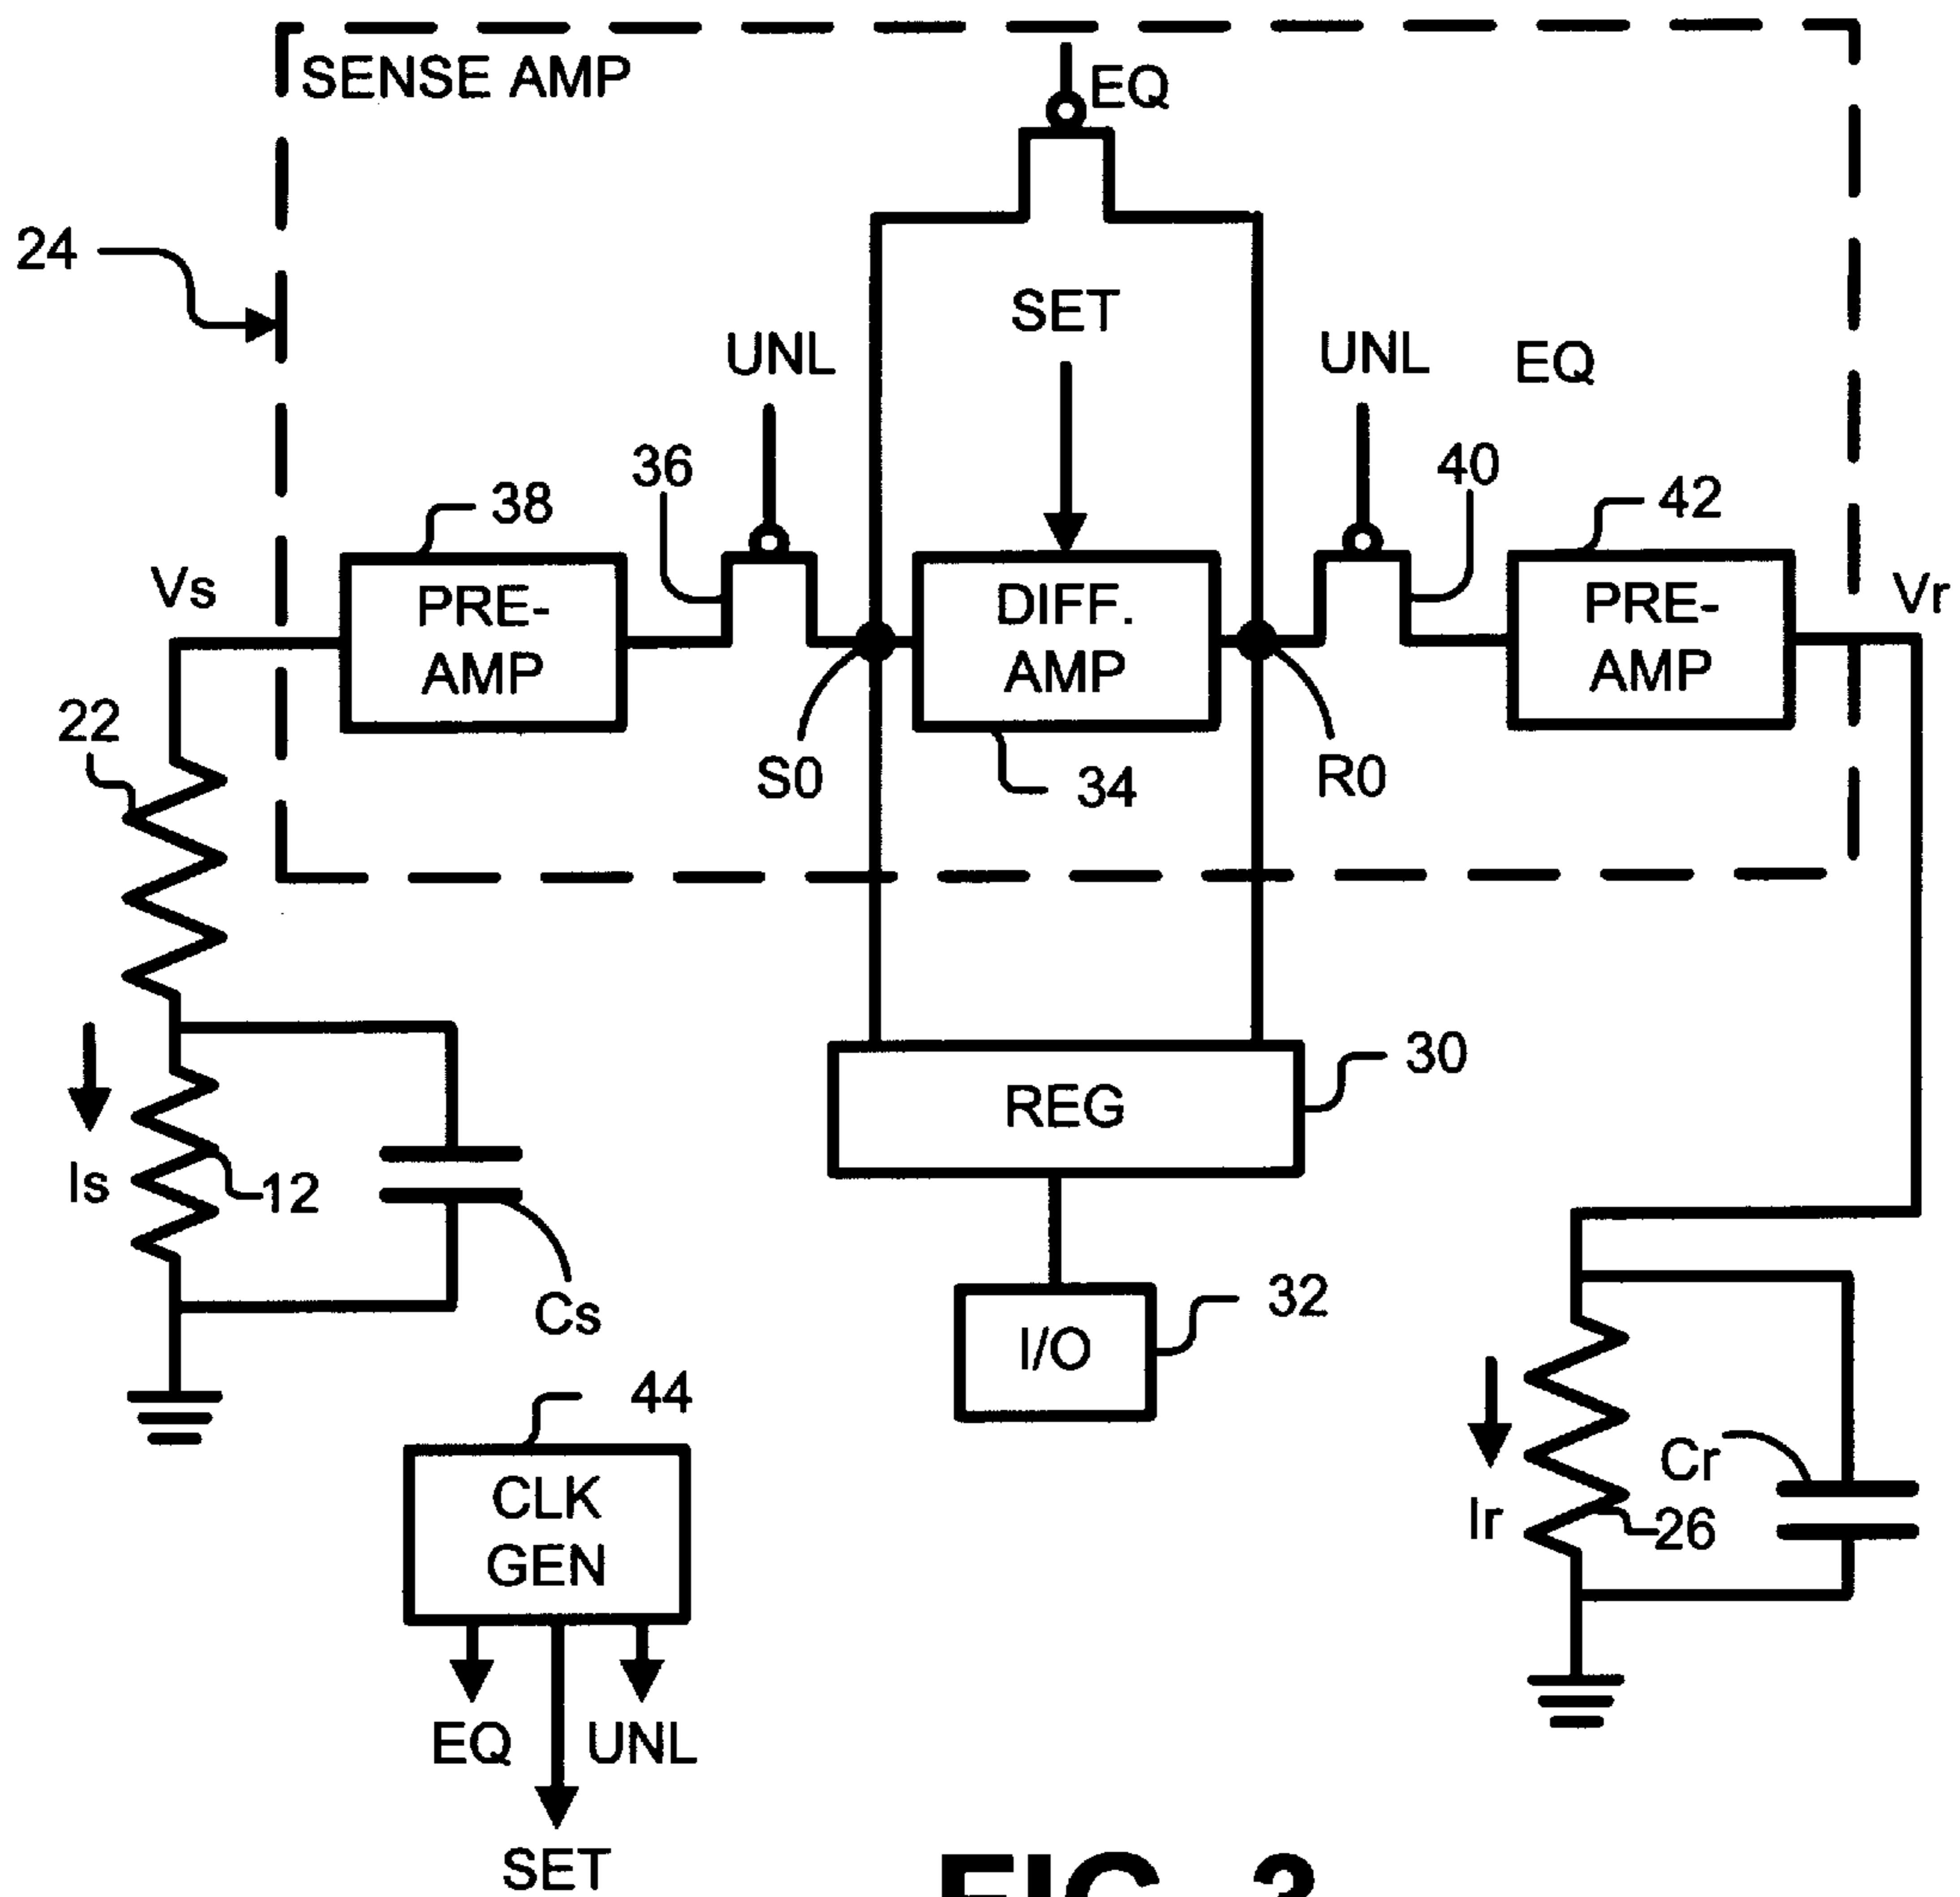 SENSE AMP
EQ
24
SET
UNL
UNL
EQ
36
40
38
42
Vs
PRE-
AMP
DIFF.
AMP
PRE-
AMP
Vr
22
S0
34
R0
30
REG
Is
12
Cs
32
I/O
44
CLK
GEN
Cr
Ir
26
EQ
UNL
SET
FIG. 3